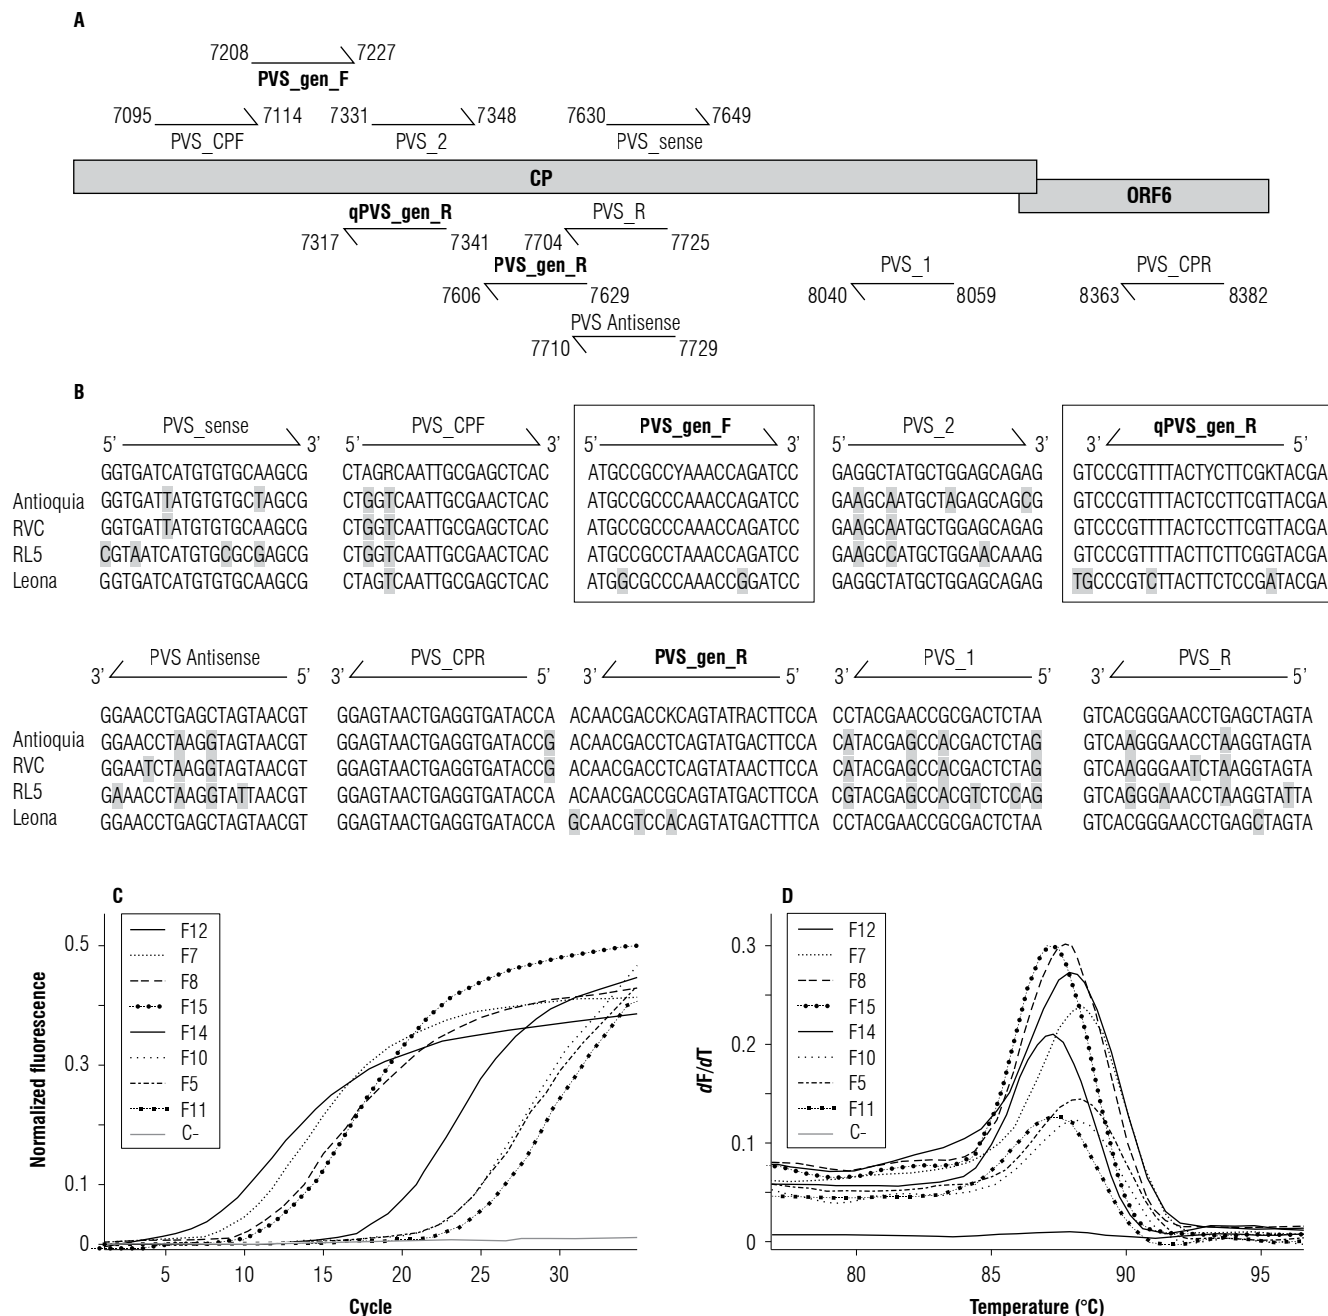 A
7208 7227
PVS_gen_F
7095 7114 7331 7348 7630 7649
PVS_CPF PVS_2 PVS_sense
CP
ORF6
qPVS_gen_R PVS_R
7317 7341 7704 7725
PVS_gen_R PVS_1 PVS_CPR
7606 7629 8040 8059 8363 8382
PVS Antisense
7710 7729
B
PVS_sense PVS_CPF PVS_gen_F PVS_2 qPVS_gen_R
5’ 3’ 5’ 3’ 5’ 3’ 5’ 3’ 3’ 5’
GGTGATCATGTGTGCAAGCG CTAGRCAATTGCGAGCTCAC ATGCCGCCYAAACCAGATCC GAGGCTATGCTGGAGCAGAG GTCCCGTTTTACTYCTTCGKTACGA
Antioquia GGTGATTATGTGTGCTAGCG CTGGTCAATTGCGAACTCAC ATGCCGCCCAAACCAGATCC GAAGCAATGCTAGAGCAGCG GTCCCGTTTTACTCCTTCGTTACGA
RVC GGTGATTATGTGTGCAAGCG CTGGTCAATTGCGAGCTCAC ATGCCGCCCAAACCAGATCC GAAGCAATGCTGGAGCAGAG GTCCCGTTTTACTCCTTCGTTACGA
RL5 CGTAATCATGTGCGCGAGCG CTGGTCAATTGCGAACTCAC ATGCCGCCTAAACCAGATCC GAAGCCATGCTGGAACAAAG GTCCCGTTTTACTTCTTCGGTACGA
Leona GGTGATCATGTGTGCAAGCG CTAGTCAATTGCGAGCTCAC ATGGCGCCCAAACCGGATCC GAGGCTATGCTGGAGCAGAG TGCCCGTCTTACTTCTCCGATACGA
PVS Antisense PVS_CPR PVS_gen_R PVS_1 PVS_R
3’ 5’ 3’ 5’ 3’ 5’ 3’ 5’ 3’ 5’
GGAACCTGAGCTAGTAACGT GGAGTAACTGAGGTGATACCA ACAACGACCKCAGTATRACTTCCA CCTACGAACCGCGACTCTAA GTCACGGGAACCTGAGCTAGTA
Antioquia GGAACCTAAGGTAGTAACGT GGAGTAACTGAGGTGATACCG ACAACGACCTCAGTATGACTTCCA CATACGAGCCACGACTCTAG GTCAAGGGAACCTAAGGTAGTA
RVC GGAATCTAAGGTAGTAACGT GGAGTAACTGAGGTGATACCG ACAACGACCTCAGTATAACTTCCA CATACGAGCCACGACTCTAG GTCAAGGGAATCTAAGGTAGTA
RL5 GAAACCTAAGGTATTAACGT GGAGTAACTGAGGTGATACCA ACAACGACCGCAGTATGACTTCCA CGTACGAGCCACGTCTCCAG GTCAGGGAAACCTAAGGTATTA
Leona GGAACCTGAGCTAGTAACGT GGAGTAACTGAGGTGATACCA GCAACGTCCACAGTATGACTTTCA CCTACGAACCGCGACTCTAA GTCACGGGAACCTGAGCTAGTA
C
F12
F7
F8
F15
F14
F10
F5
F11
C-
0.5
0.3
0.1
0
Normalized fluorescence
5 10 15 20 25 30
Cycle
D
F12
F7
F8
F15
F14
F10
F5
F11
C-
0.3
0.2
0.1
0
dF/dT
80 85 90 95
Temperature (°C)